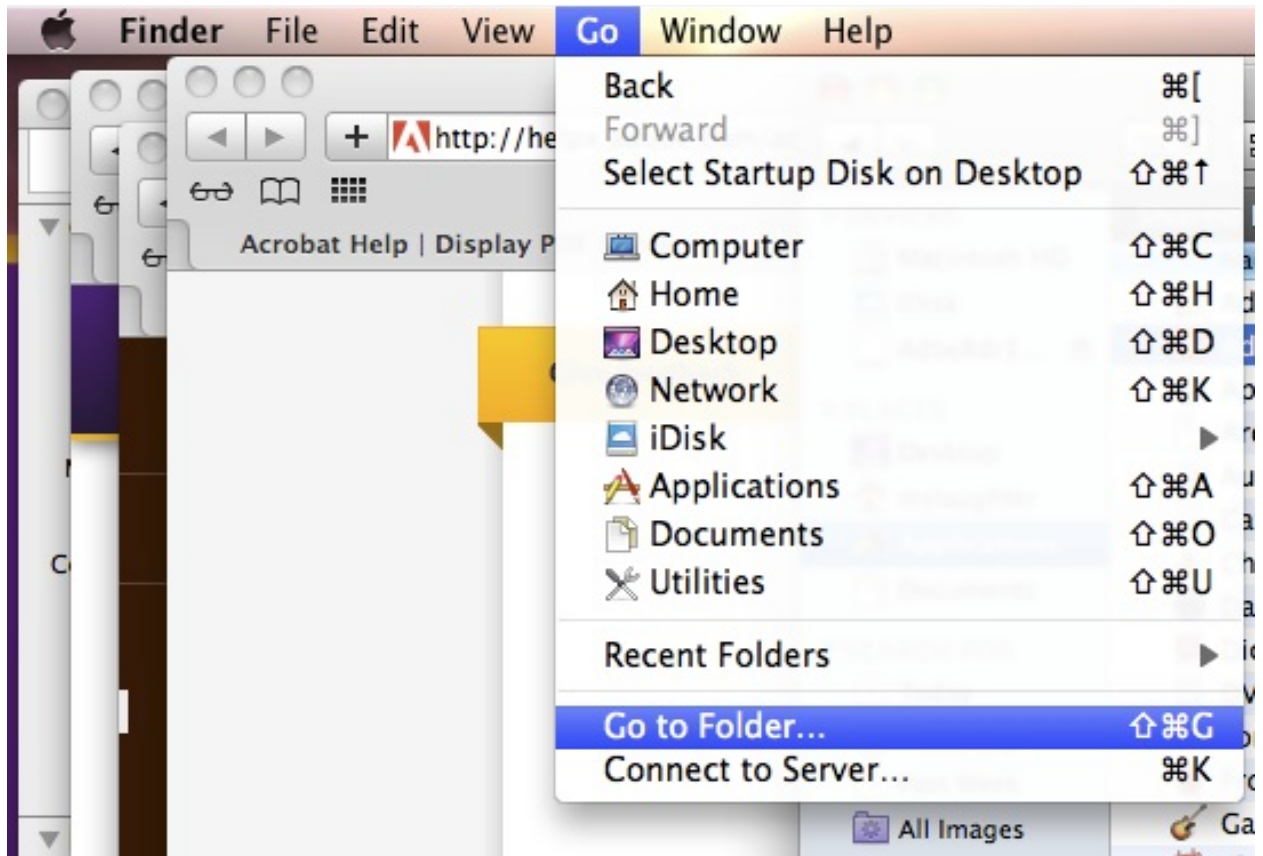 Finder File Edit View Go Window Help
Back ⌘[
Forward ⌘]
Select Startup Disk on Desktop ⇧⌘↑
http://he
Acrobat Help | Display P
Computer ⇧⌘C
Home ⇧⌘H
Desktop ⇧⌘D
Network ⇧⌘K
iDisk
Applications ⇧⌘A
Documents ⇧⌘O
Utilities ⇧⌘U
Recent Folders
Go to Folder... ⇧⌘G
Connect to Server... ⌘K
All Images
Ga